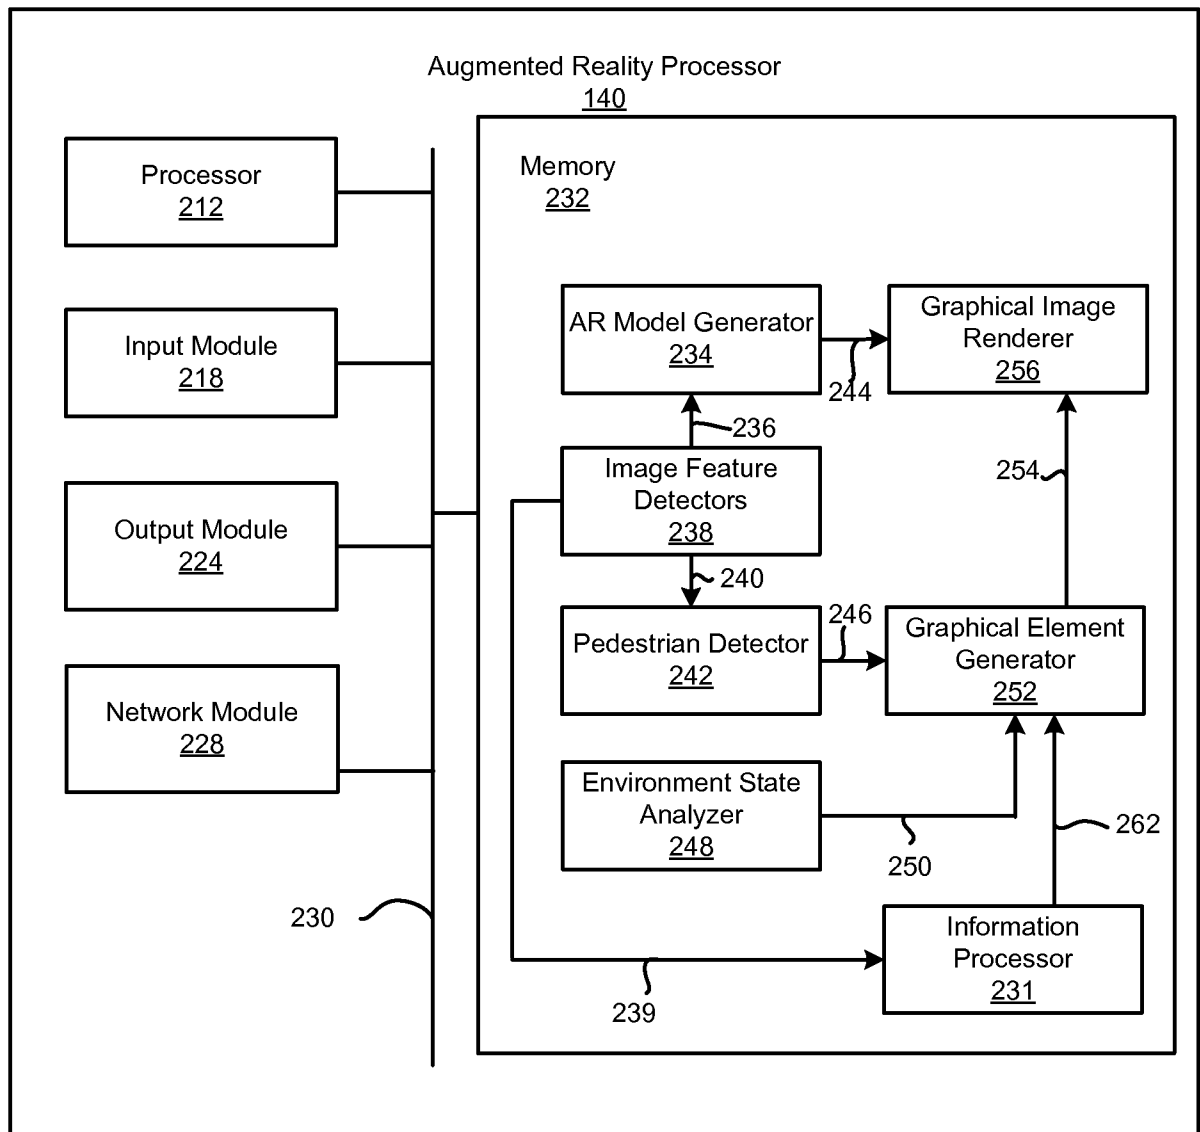 Augmented Reality Processor
140
Processor
212
Input Module
218
Output Module
224
Network Module
228
230
Memory
232
AR Model Generator
234
244
Graphical Image
Renderer
256
236
Image Feature
Detectors
238
254
240
Pedestrian Detector
242
246
Graphical Element
Generator
252
Environment State
Analyzer
248
250
262
239
Information
Processor
231